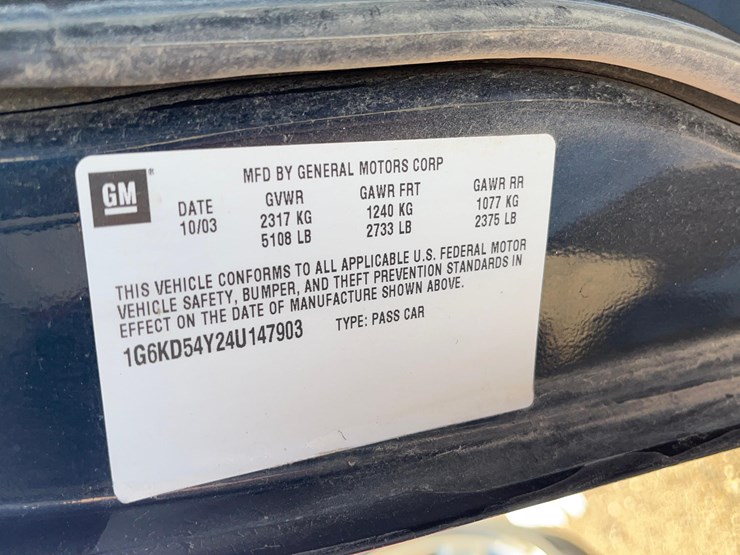 GM®
MFD BY GENERAL MOTORS CORP
DATE GVWR GAWR FRT GAWR RR
10/03 2317 KG 1240 KG 1077 KG
5108 LB 2733 LB 2375 LB
THIS VEHICLE CONFORMS TO ALL APPLICABLE U.S. FEDERAL MOTOR
VEHICLE SAFETY, BUMPER, AND THEFT PREVENTION STANDARDS IN
EFFECT ON THE DATE OF MANUFACTURE SHOWN ABOVE.
1G6KD54Y24U147903 TYPE: PASS CAR